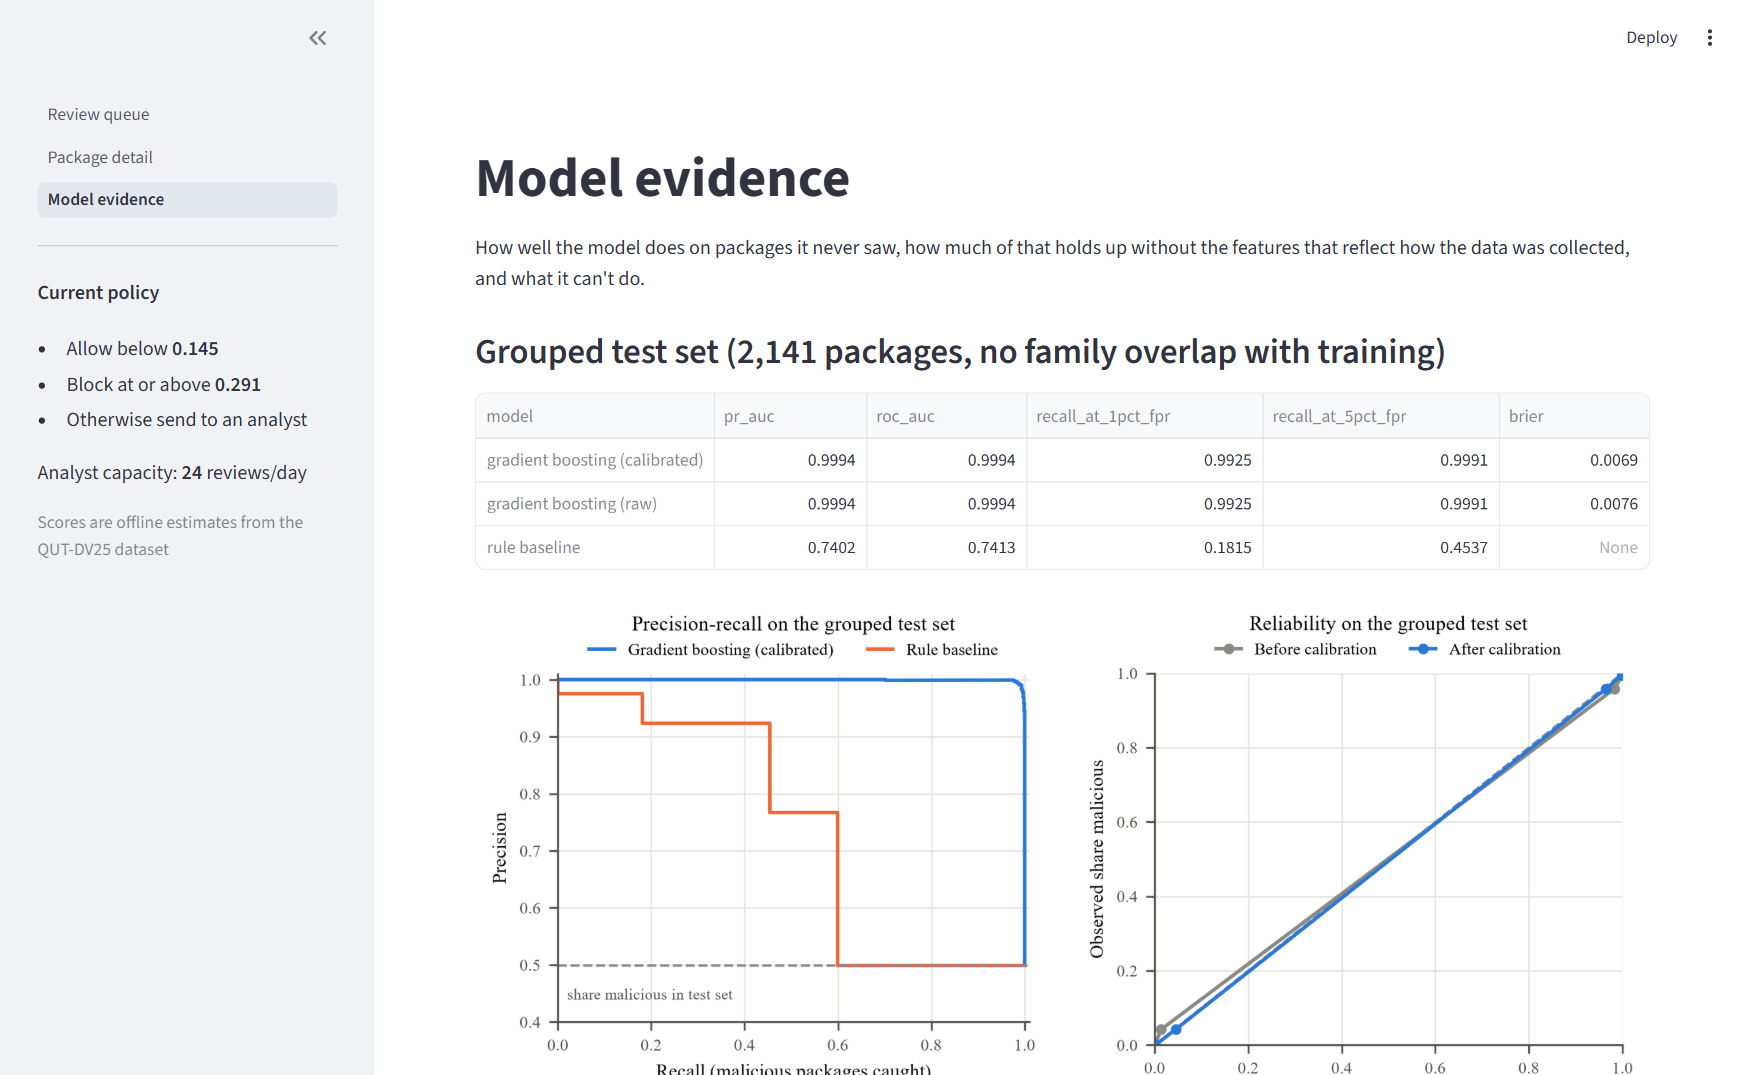 Deploy
Review queue
Package detail
Model evidence
Current policy
Allow below 0.145
Block at or above 0.291
Otherwise send to an analyst
Analyst capacity: 24 reviews/day
Scores are offline estimates from the
QUT-DV25 dataset
Model evidence
How well the model does on packages it never saw, how much of that holds up without the features that reflect how the data was collected,
and what it can't do.
Grouped test set (2,141 packages, no family overlap with training)
model pr_auc roc_auc recall_at_1pct_fpr recall_at_5pct_fpr brier
gradient boosting (calibrated) 0.9994 0.9994 0.9925 0.9991 0.0069
gradient boosting (raw) 0.9994 0.9994 0.9925 0.9991 0.0076
rule baseline 0.7402 0.7413 0.1815 0.4537 None
Precision-recall on the grouped test set
Gradient boosting (calibrated) Rule baseline
1.0
0.9
0.8
0.7
0.6
0.5
0.4
Precision
share malicious in test set
0.0 0.2 0.4 0.6 0.8 1.0
Recall (malicious packages caught)
Reliability on the grouped test set
Before calibration After calibration
1.0
0.8
0.6
0.4
0.2
0.0
Observed share malicious
0.0 0.2 0.4 0.6 0.8 1.0